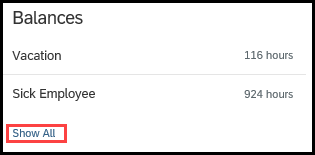 Balances
Vacation 116 hours
Sick Employee 924 hours
Show All